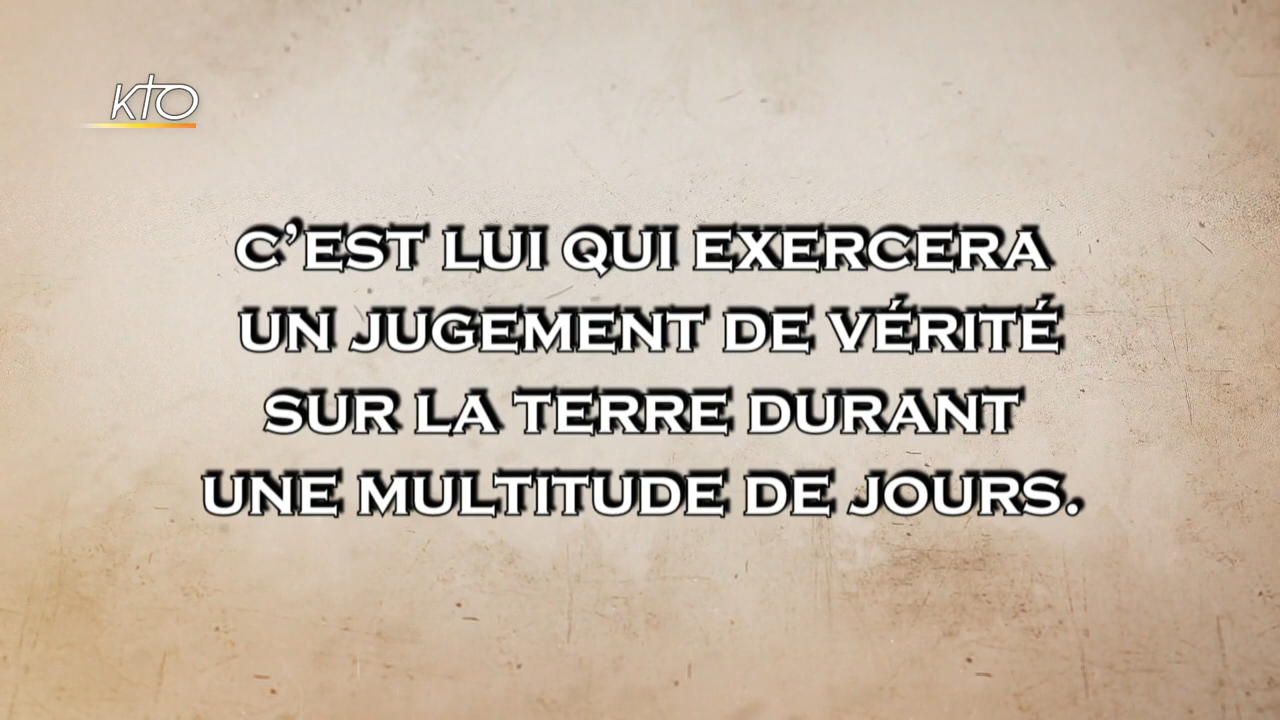 KTO
C’EST LUI QUI EXERCERA
UN JUGEMENT DE VÉRITÉ
SUR LA TERRE DURANT
UNE MULTITUDE DE JOURS.